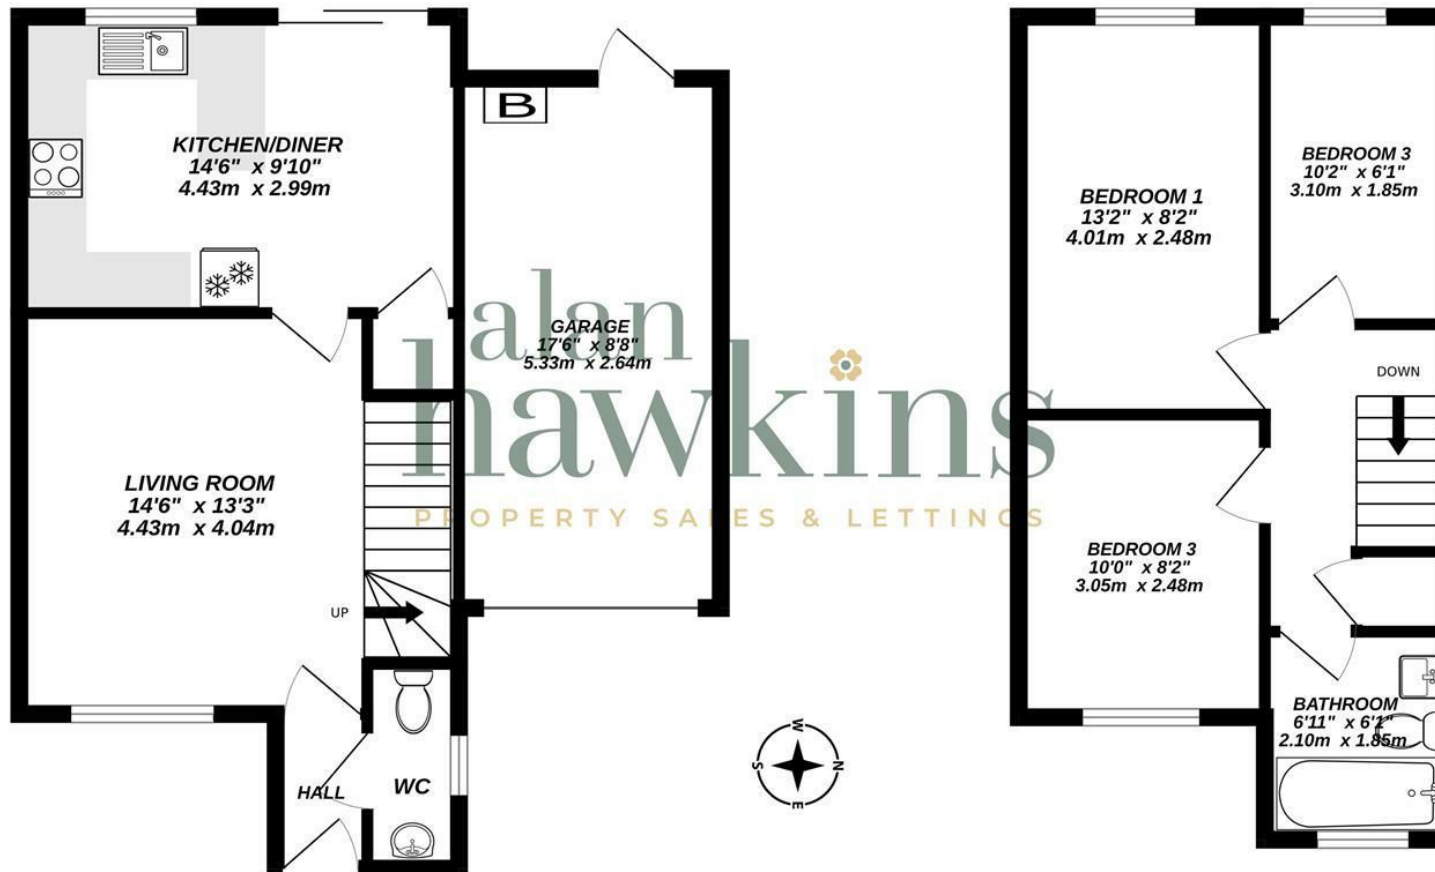 KITCHEN/DINER
14'6" x 9'10"
4.43m x 2.99m
B
GARAGE
17'6" x 8'8"
5.33m x 2.64m
LIVING ROOM
14'6" x 13'3"
4.43m x 4.04m
UP
HALL
WC
BEDROOM 1
13'2" x 8'2"
4.01m x 2.48m
BEDROOM 3
10'2" x 6'1"
3.10m x 1.85m
DOWN
BEDROOM 3
10'0" x 8'2"
3.05m x 2.48m
BATHROOM
6'11" x 6'1"
2.10m x 1.85m
alan
hawkins
PROPERTY SALES & LETTINGS
W
N
S
E